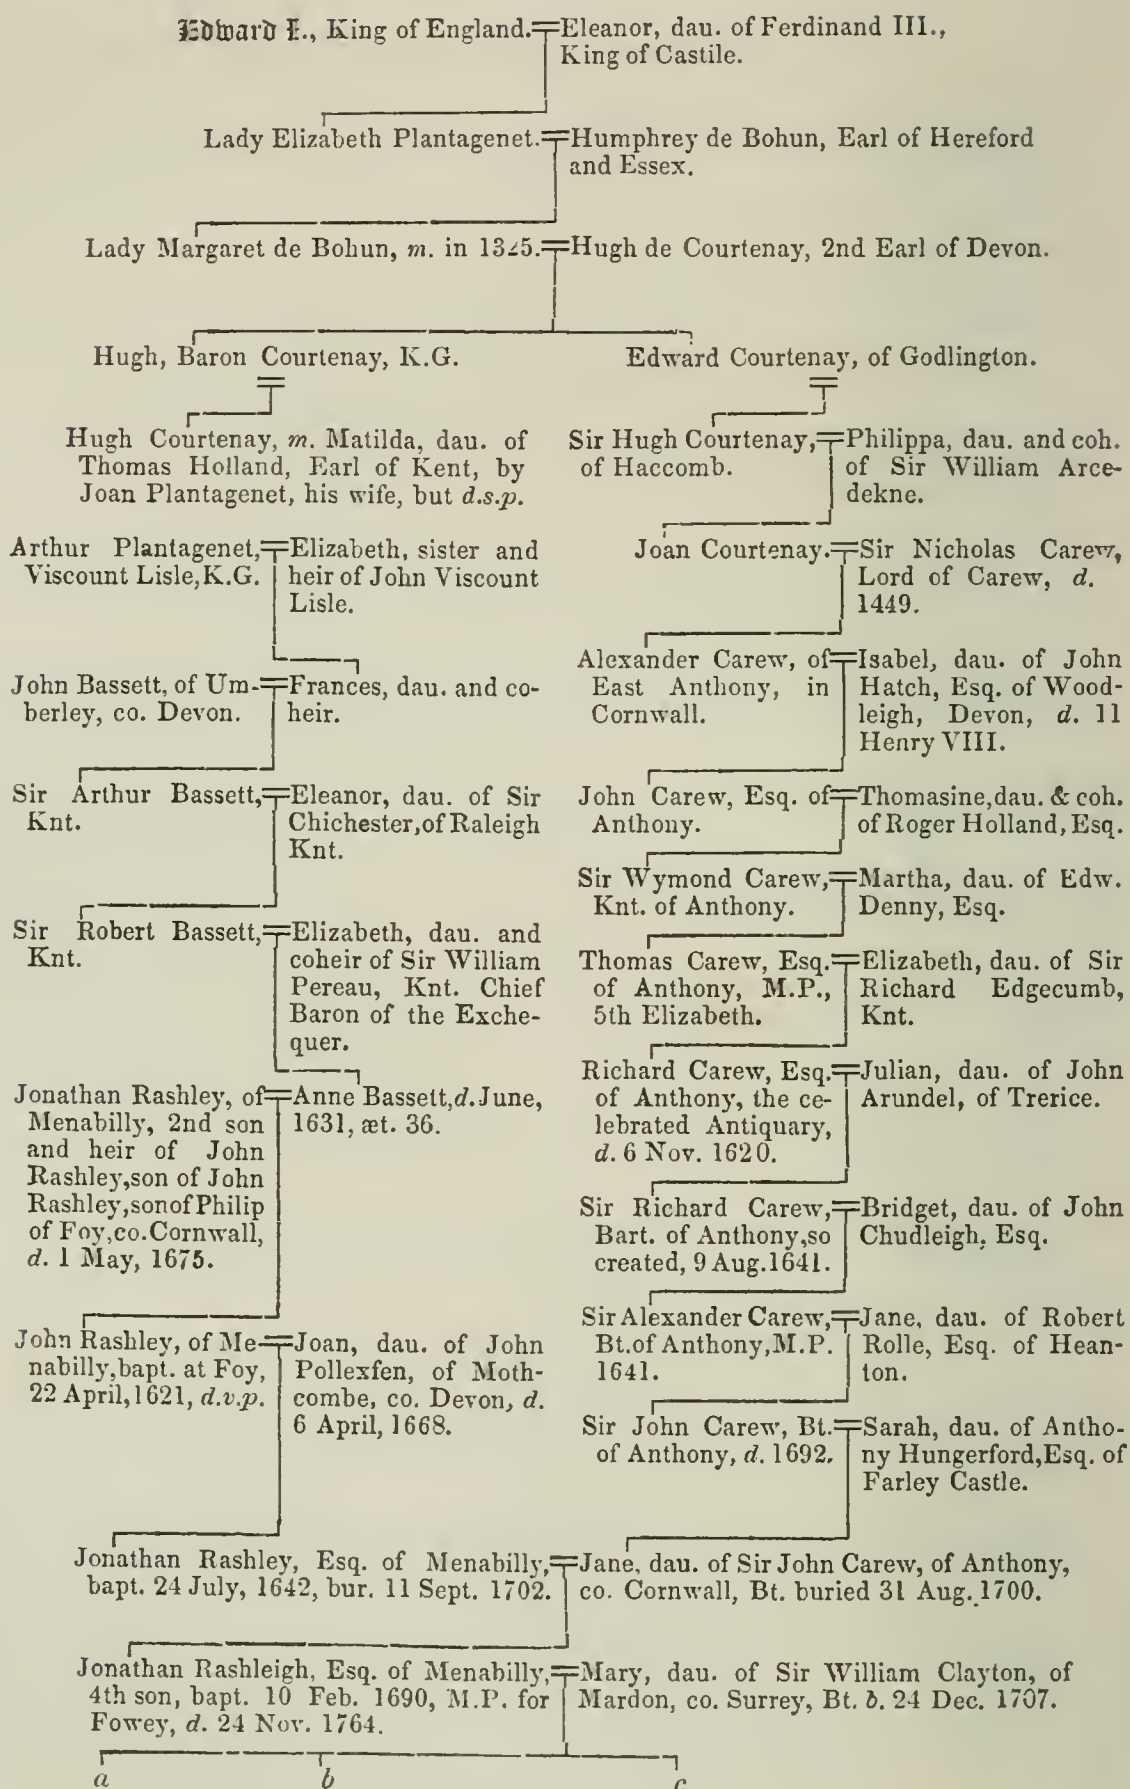 Edward I., King of England.=Eleanor, dau. of Ferdinand III.,
King of Castile.
Lady Elizabeth Plantagenet.=Humphrey de Bohun, Earl of Hereford
and Essex.
Lady Margaret de Bohun, m. in 1325.=Hugh de Courtenay, 2nd Earl of Devon.
Hugh, Baron Courtenay, K.G.
Edward Courtenay, of Godlington.
Hugh Courtenay, m. Matilda, dau. of
Thomas Holland, Earl of Kent, by
Joan Plantagenet, his wife, but d.s.p.
Sir Hugh Courtenay,=Philippa, dau. and coh.
of Haccomb.
of Sir William Arce-
dekne.
Arthur Plantagenet,=Elizabeth, sister and
Viscount Lisle, K.G.
heir of John Viscount
Lisle.
Joan Courtenay.=Sir Nicholas Carew,
Lord of Carew, d.
1449.
John Bassett, of Um-=Frances, dau. and co-
berley, co. Devon.
heir.
Alexander Carew, of=Isabel, dau. of John
East Anthony, in
Cornwall.
Hatch, Esq. of Wood-
leigh, Devon, d. 11
Henry VIII.
Sir Arthur Bassett,=Eleanor, dau. of Sir
Knt.
Chichester, of Raleigh
Knt.
John Carew, Esq. of=Thomasine, dau. & coh.
Anthony.
of Roger Holland, Esq.
Sir Wymond Carew,=Martha, dau. of Edw.
Knt. of Anthony.
Denny, Esq.
Sir Robert Bassett,=Elizabeth, dau. and
Knt.
coheir of Sir William
Pereau, Knt. Chief
Baron of the Exche-
quer.
Thomas Carew, Esq.=Elizabeth, dau. of Sir
of Anthony, M.P.,
5th Elizabeth.
Richard Edgecumb,
Knt.
Richard Carew, Esq.=Julian, dau. of John
of Anthony, the ce-
lebrated Antiquary,
d. 6 Nov. 1620.
Arundel, of Trerice.
Jonathan Rashley, of=Anne Bassett, d. June,
Menabilly, 2nd son
and heir of John
Rashley, son of John
Rashley, son of Philip
of Foy, co. Cornwall,
d. 1 May, 1675.
1631, æt. 36.
Sir Richard Carew,=Bridget, dau. of John
Bart. of Anthony, so
created, 9 Aug. 1641.
Chudleigh, Esq.
Sir Alexander Carew,=Jane, dau. of Robert
Bt. of Anthony, M.P.
1641.
Rolle, Esq. of Hean-
ton.
John Rashley, of Me-=Joan, dau. of John
nabilly, bapt. at Foy,
22 April, 1621, d.v.p.
Pollexfen, of Moth-
combe, co. Devon, d.
6 April, 1668.
Sir John Carew, Bt.=Sarah, dau. of Antho-
of Anthony, d. 1692.
ny Hungerford, Esq. of
Farley Castle.
Jonathan Rashley, Esq. of Menabilly,=Jane, dau. of Sir John Carew, of Anthony,
bapt. 24 July, 1642, bur. 11 Sept. 1702.
co. Cornwall, Bt. buried 31 Aug. 1700.
Jonathan Rashleigh, Esq. of Menabilly,=Mary, dau. of Sir William Clayton, of
4th son, bapt. 10 Feb. 1690, M.P. for
Fowey, d. 24 Nov. 1764.
Mardon, co. Surrey, Bt. b. 24 Dec. 1707.
a b c